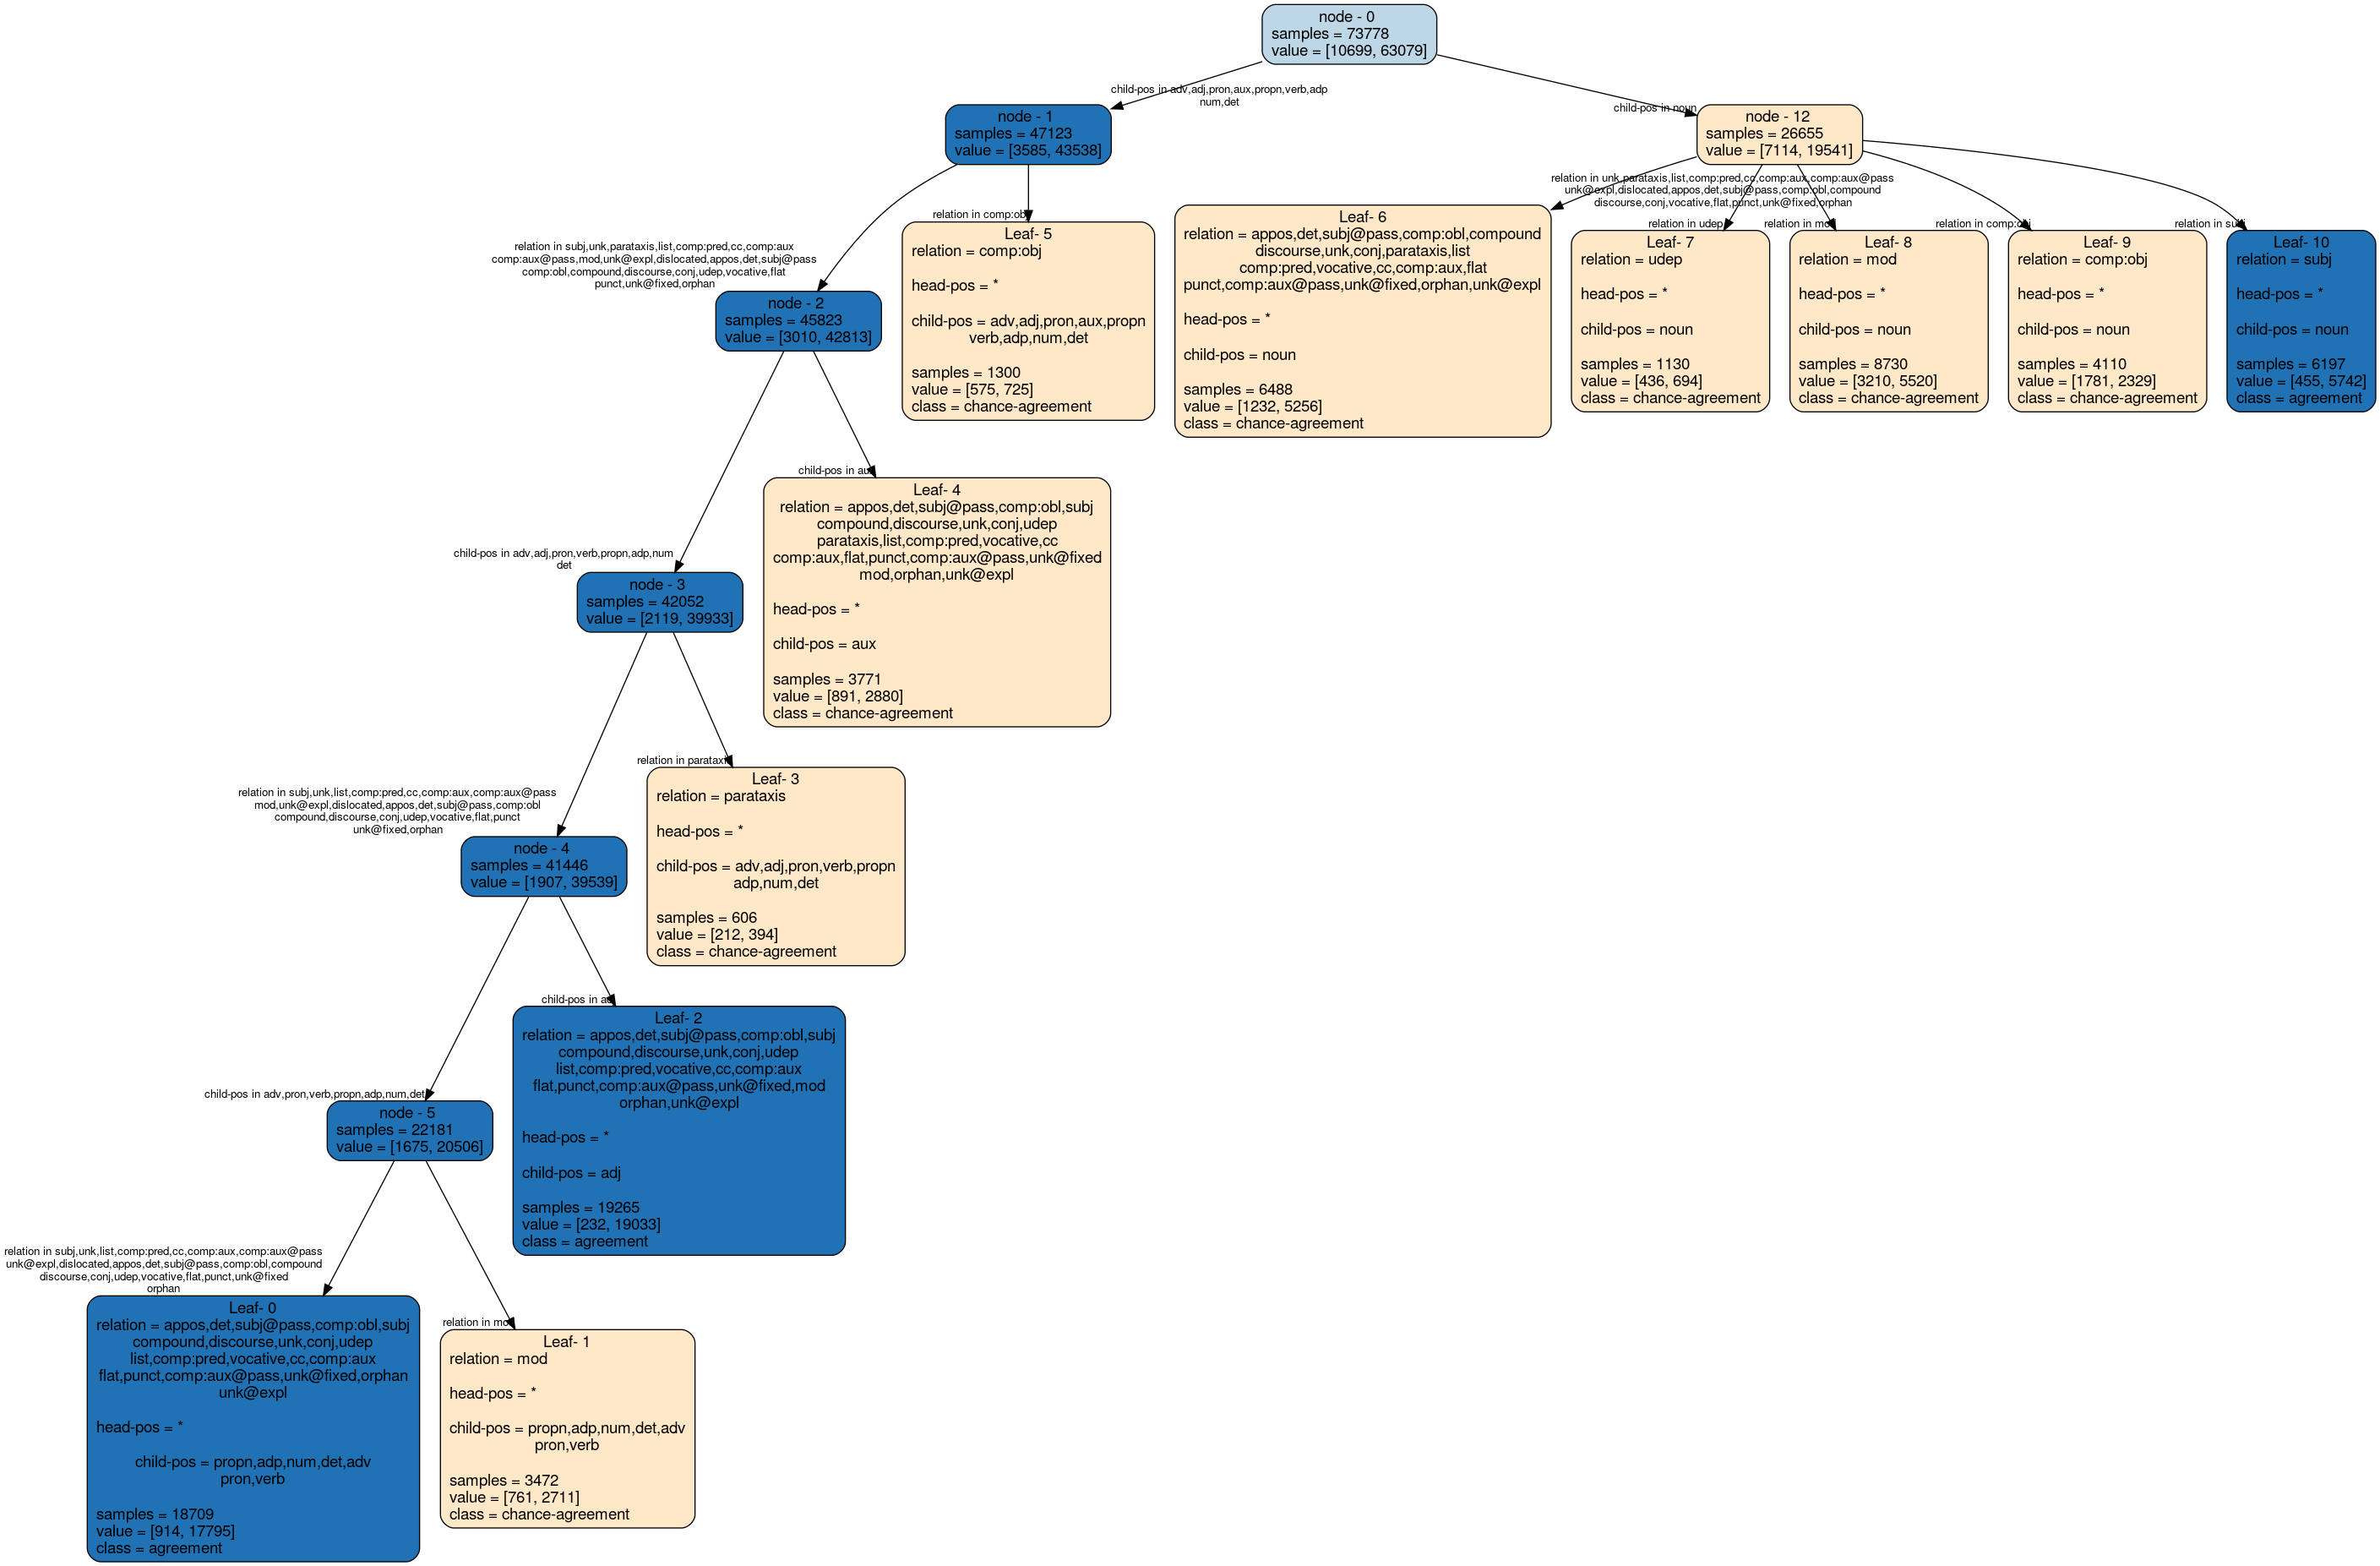 node - 0
samples = 73778
value = [10699, 63079]
child-pos in adv,adj,pron,aux,propn,verb,adp
num,det
child-pos in noun
node - 1
samples = 47123
value = [3585, 43538]
node - 12
samples = 26655
value = [7114, 19541]
relation in subj,unk,parataxis,list,comp:pred,cc,comp:aux
comp:aux@pass,mod,unk@expl,dislocated,appos,det,subj@pass
comp:obl,compound,discourse,conj,udep,vocative,flat
punct,unk@fixed,orphan
relation in comp:obj
relation in unk,parataxis,list,comp:pred,cc,comp:aux,comp:aux@pass
unk@expl,dislocated,appos,det,subj@pass,comp:obl,compound
discourse,conj,vocative,flat,punct,unk@fixed,orphan
relation in udep
relation in mod
relation in comp:obj
relation in subj
node - 2
samples = 45823
value = [3010, 42813]
Leaf- 5
relation = comp:obj
head-pos = *
child-pos = adv,adj,pron,aux,propn
verb,adp,num,det
samples = 1300
value = [575, 725]
class = chance-agreement
Leaf- 6
relation = appos,det,subj@pass,comp:obl,compound
discourse,unk,conj,parataxis,list
comp:pred,vocative,cc,comp:aux,flat
punct,comp:aux@pass,unk@fixed,orphan,unk@expl
head-pos = *
child-pos = noun
samples = 6488
value = [1232, 5256]
class = chance-agreement
Leaf- 7
relation = udep
head-pos = *
child-pos = noun
samples = 1130
value = [436, 694]
class = chance-agreement
Leaf- 8
relation = mod
head-pos = *
child-pos = noun
samples = 8730
value = [3210, 5520]
class = chance-agreement
Leaf- 9
relation = comp:obj
head-pos = *
child-pos = noun
samples = 4110
value = [1781, 2329]
class = chance-agreement
Leaf- 10
relation = subj
head-pos = *
child-pos = noun
samples = 6197
value = [455, 5742]
class = agreement
child-pos in adv,adj,pron,verb,propn,adp,num
det
child-pos in aux
node - 3
samples = 42052
value = [2119, 39933]
Leaf- 4
relation = appos,det,subj@pass,comp:obl,subj
compound,discourse,unk,conj,udep
parataxis,list,comp:pred,vocative,cc
comp:aux,flat,punct,comp:aux@pass,unk@fixed
mod,orphan,unk@expl
head-pos = *
child-pos = aux
samples = 3771
value = [891, 2880]
class = chance-agreement
relation in subj,unk,list,comp:pred,cc,comp:aux,comp:aux@pass
mod,unk@expl,dislocated,appos,det,subj@pass,comp:obl
compound,discourse,conj,udep,vocative,flat,punct
unk@fixed,orphan
relation in parataxis
node - 4
samples = 41446
value = [1907, 39539]
Leaf- 3
relation = parataxis
head-pos = *
child-pos = adv,adj,pron,verb,propn
adp,num,det
samples = 606
value = [212, 394]
class = chance-agreement
child-pos in adv,pron,verb,propn,adp,num,det
child-pos in adj
node - 5
samples = 22181
value = [1675, 20506]
Leaf- 2
relation = appos,det,subj@pass,comp:obl,subj
compound,discourse,unk,conj,udep
list,comp:pred,vocative,cc,comp:aux
flat,punct,comp:aux@pass,unk@fixed,mod
orphan,unk@expl
head-pos = *
child-pos = adj
samples = 19265
value = [232, 19033]
class = agreement
relation in subj,unk,list,comp:pred,cc,comp:aux,comp:aux@pass
unk@expl,dislocated,appos,det,subj@pass,comp:obl,compound
discourse,conj,udep,vocative,flat,punct,unk@fixed
orphan
relation in mod
Leaf- 0
relation = appos,det,subj@pass,comp:obl,subj
compound,discourse,unk,conj,udep
list,comp:pred,vocative,cc,comp:aux
flat,punct,comp:aux@pass,unk@fixed,orphan
unk@expl
head-pos = *
child-pos = propn,adp,num,det,adv
pron,verb
samples = 18709
value = [914, 17795]
class = agreement
Leaf- 1
relation = mod
head-pos = *
child-pos = propn,adp,num,det,adv
pron,verb
samples = 3472
value = [761, 2711]
class = chance-agreement